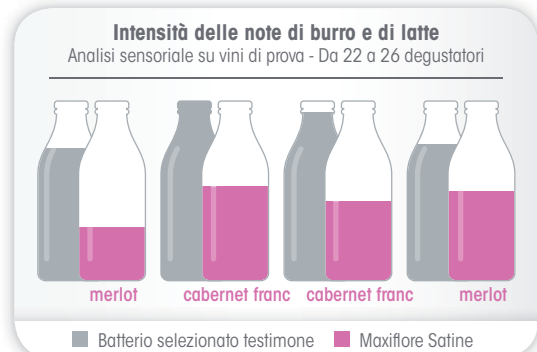 Intensità delle note di burro e di latte
Analisi sensoriale su vini di prova - Da 22 a 26 degustatori
merlot cabernet franc cabernet franc merlot
Batterio selezionato testimone Maxiflore Satine